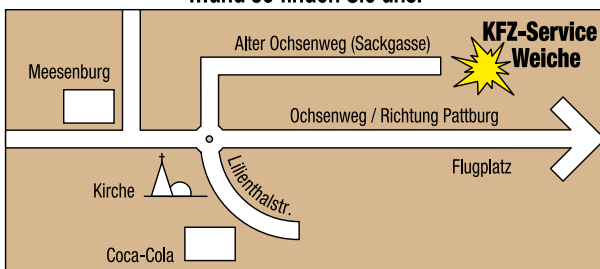 KFZ-Service
Weiche
Alter Ochsenweg (Sackgasse)
Meesenburg
Ochsenweg / Richtung Pattburg
Flugplatz
Lilienthalstr.
Kirche
Coca-Cola